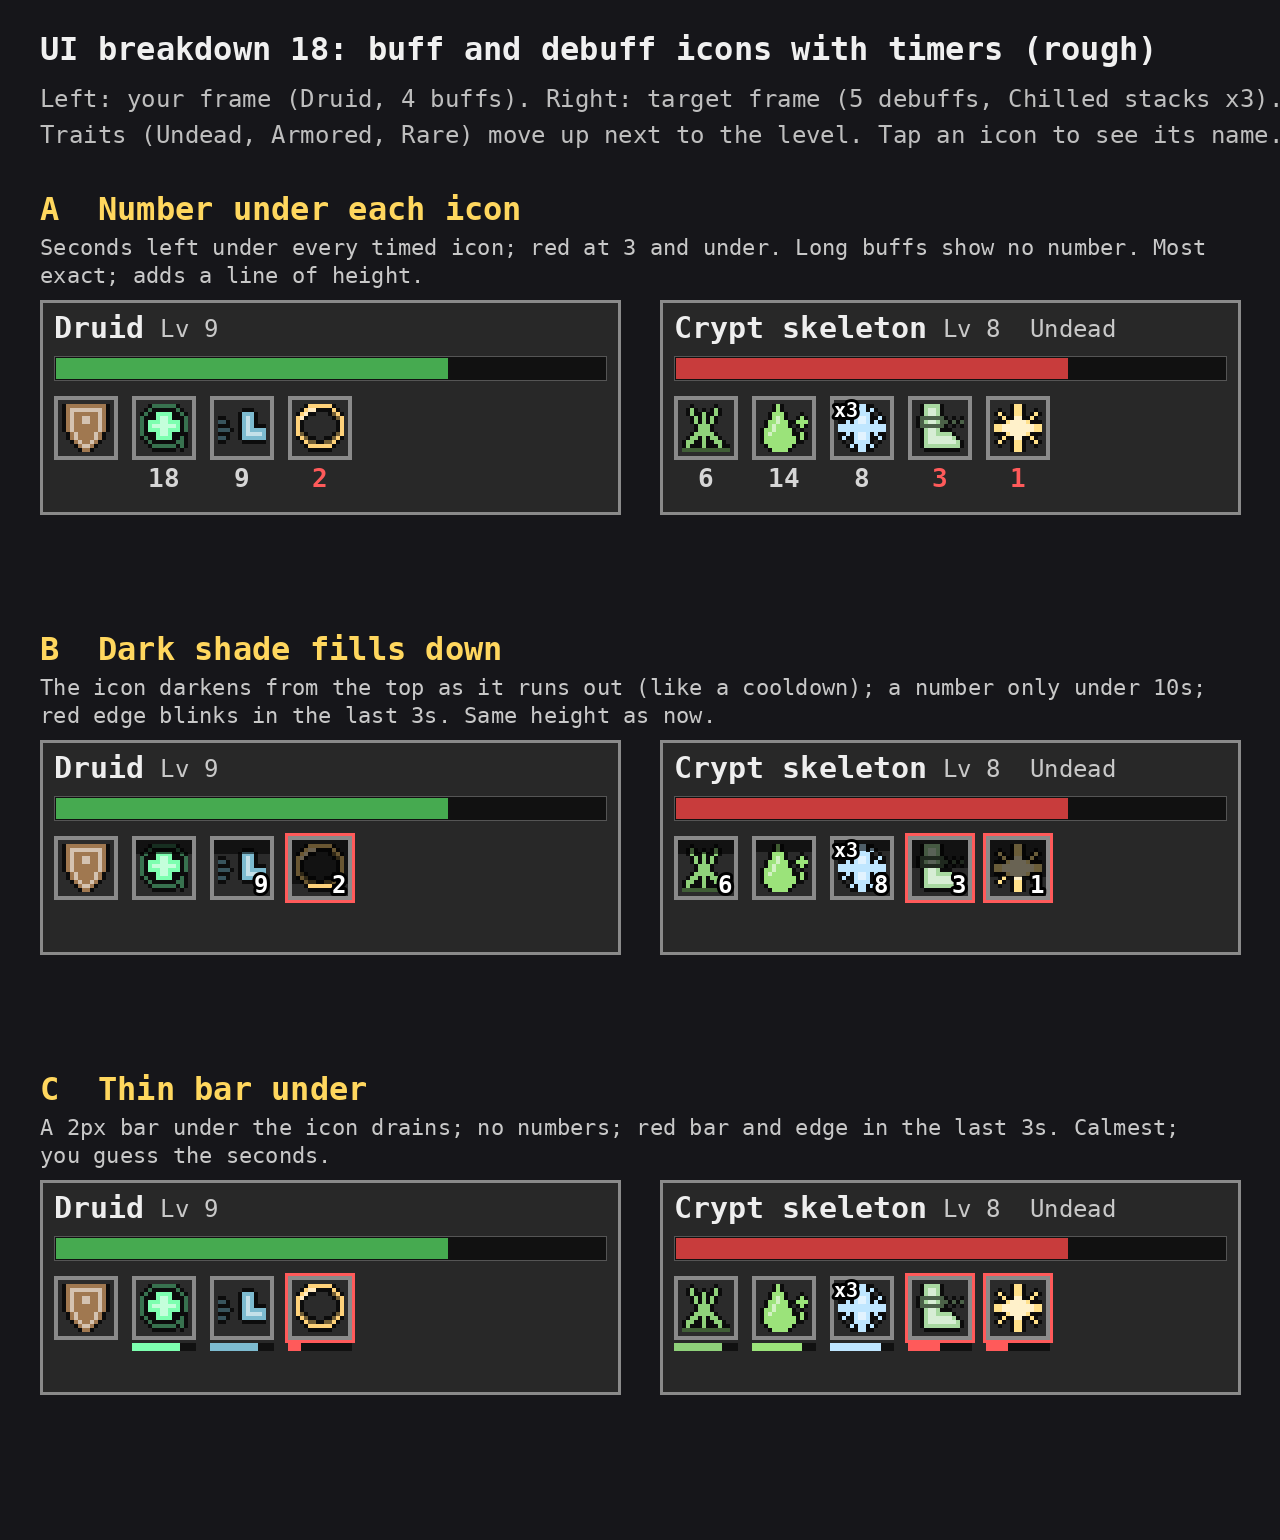 UI breakdown 18: buff and debuff icons with timers (rough)
Left: your frame (Druid, 4 buffs). Right: target frame (5 debuffs, Chilled stacks x3).
Traits (Undead, Armored, Rare) move up next to the level. Tap an icon to see its name.
A Number under each icon
Seconds left under every timed icon; red at 3 and under. Long buffs show no number. Most
exact; adds a line of height.
Druid Lv 9
18 9 2
Crypt skeleton Lv 8 Undead
x3
6 14 8 3 1
B Dark shade fills down
The icon darkens from the top as it runs out (like a cooldown); a number only under 10s;
red edge blinks in the last 3s. Same height as now.
Druid Lv 9
9 2
Crypt skeleton Lv 8 Undead
x3
6 8 3 1
C Thin bar under
A 2px bar under the icon drains; no numbers; red bar and edge in the last 3s. Calmest;
you guess the seconds.
Druid Lv 9
Crypt skeleton Lv 8 Undead
x3